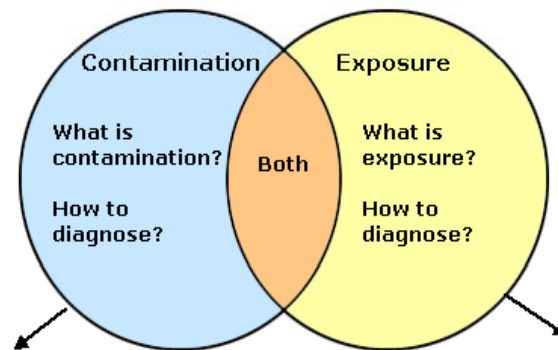 Contamination
Exposure
What is
contamination?
How to
diagnose?
Both
What is
exposure?
How to
diagnose?